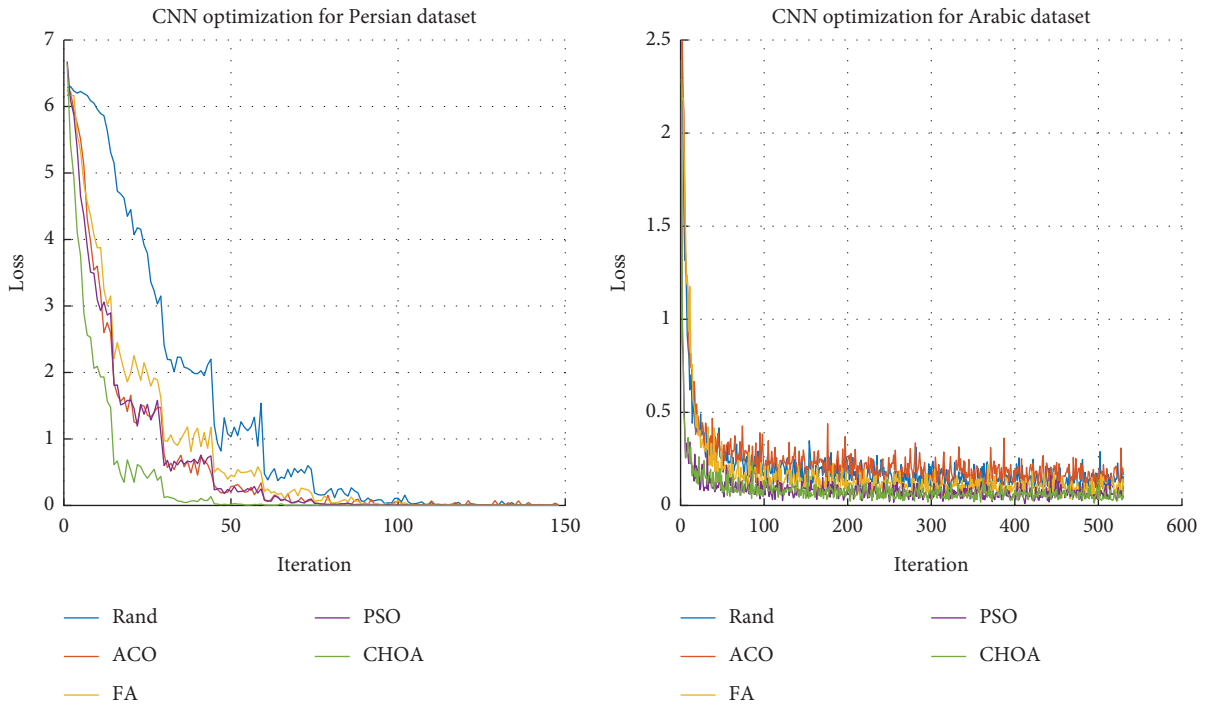 CNN optimization for Persian dataset
7
6
5
4
3
2
1
0
Loss
0 50 100 150
Iteration
Rand
ACO
FA
PSO
CHOA
CNN optimization for Arabic dataset
2.5
2
1.5
1
0.5
0
Loss
0 100 200 300 400 500 600
Iteration
Rand
ACO
FA
PSO
CHOA